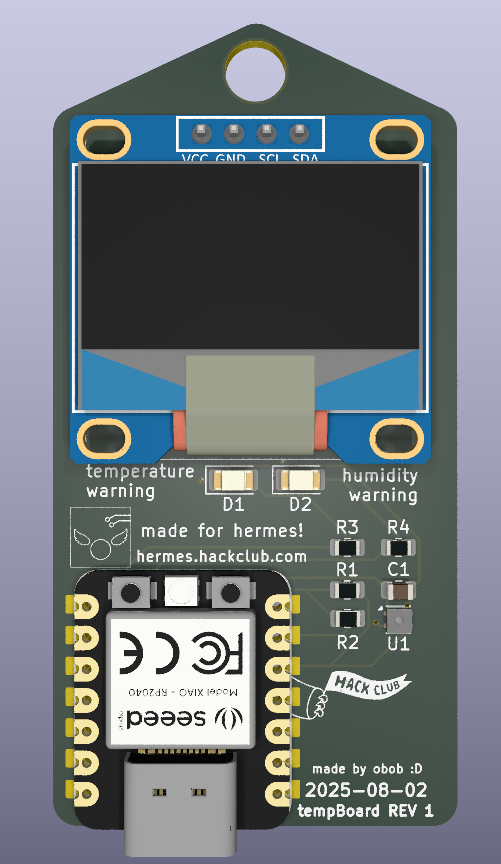 VCC GND SCL SDA
temperature
warning
humidity
warning
D1
D2
made for hermes!
hermes.hackclub.com
R3
R4
R1
C1
R2
U1
FCC CE
Model XIAO - RP2040
seeed
studio
HACK CLUB
made by obob :D
2025-08-02
tempBoard REV 1